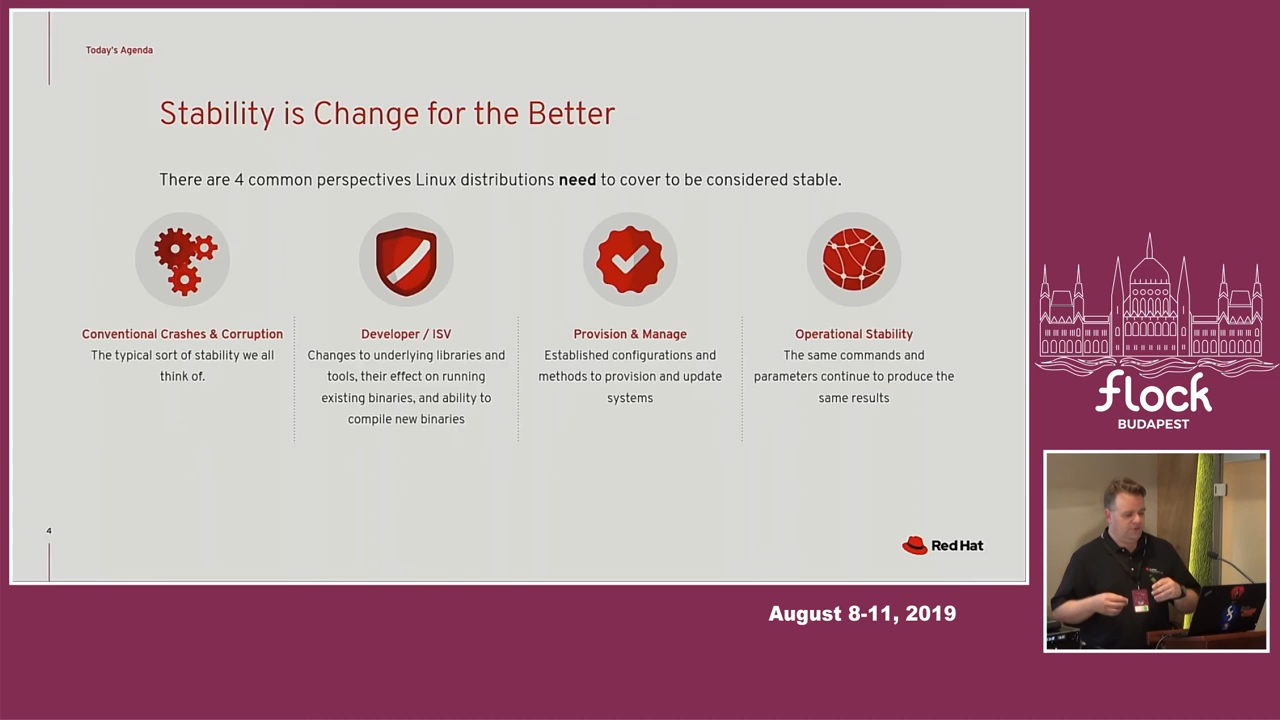 Today's Agenda
Stability is Change for the Better
There are 4 common perspectives Linux distributions need to cover to be considered stable.
Conventional Crashes & Corruption
The typical sort of stability we all
think of.
Developer / ISV
Changes to underlying libraries and
tools, their effect on running
existing binaries, and ability to
compile new binaries
Provision & Manage
Established configurations and
methods to provision and update
systems
Operational Stability
The same commands and
parameters continue to produce the
same results
4
Red Hat
flock
BUDAPEST
August 8-11, 2019